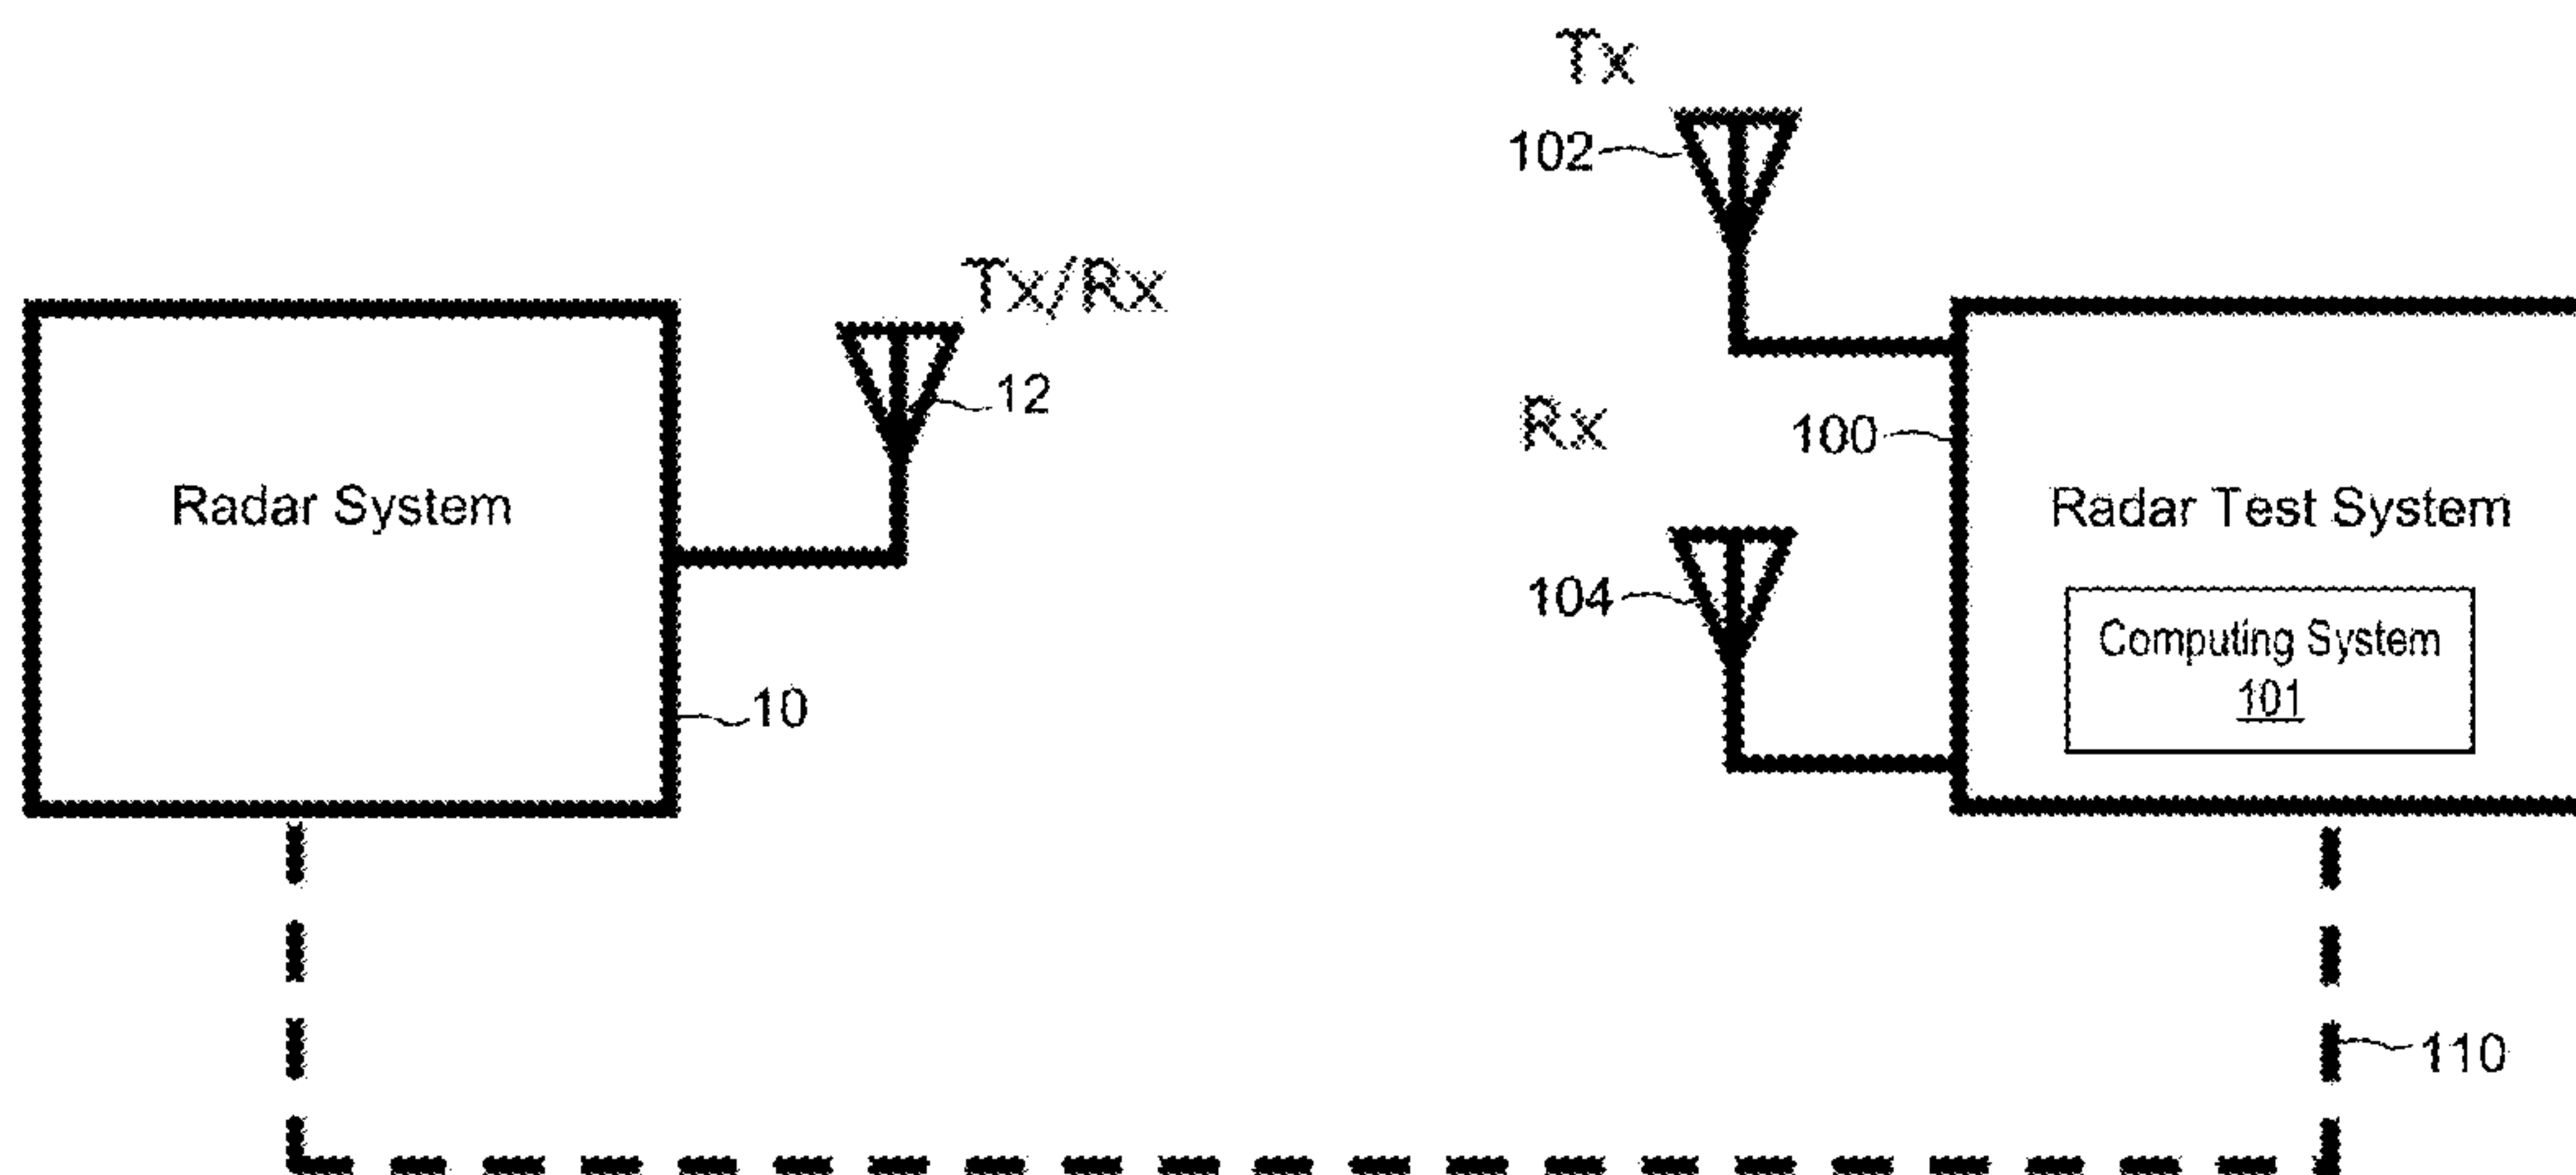 Tx
102
Tx/Rx
12
Rx
100
Radar System
Radar Test System
104
Computing System
101
10
110